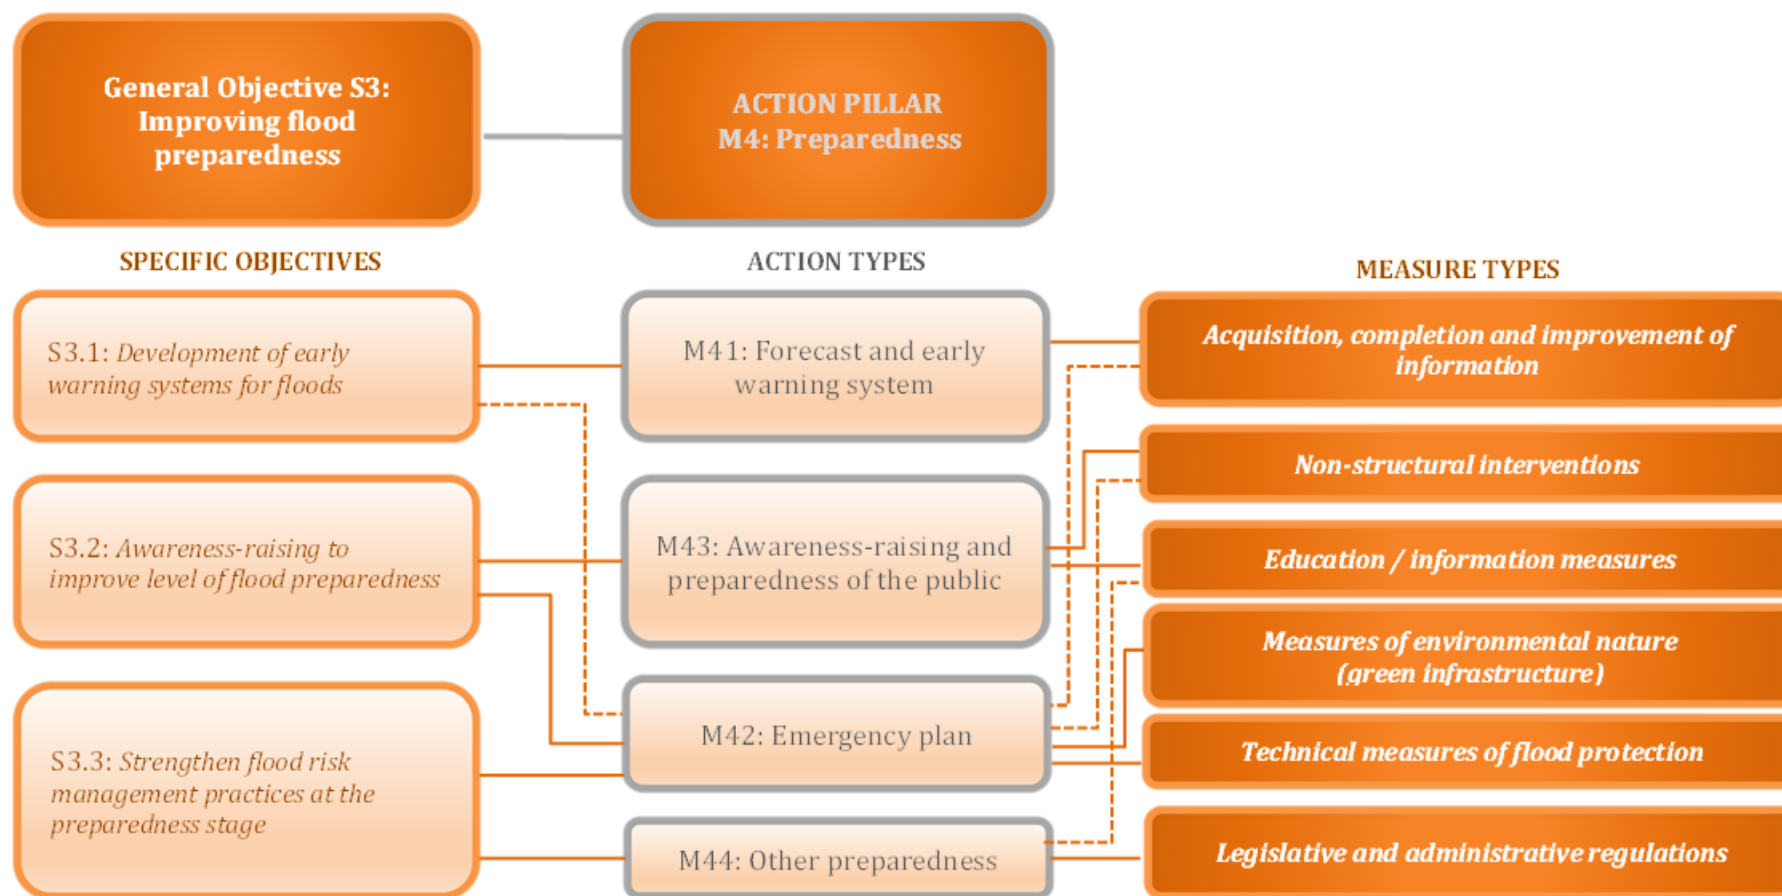 General Objective S3:
Improving flood
preparedness
ACTION PILLAR
M4: Preparedness
SPECIFIC OBJECTIVES
ACTION TYPES
MEASURE TYPES
S3.1: Development of early
warning systems for floods
M41: Forecast and early
warning system
Acquisition, completion and improvement of
information
Non-structural interventions
S3.2: Awareness-raising to
improve level of flood preparedness
M43: Awareness-raising and
preparedness of the public
Education / information measures
Measures of environmental nature
(green infrastructure)
S3.3: Strengthen flood risk
management practices at the
preparedness stage
M42: Emergency plan
Technical measures of flood protection
M44: Other preparedness
Legislative and administrative regulations